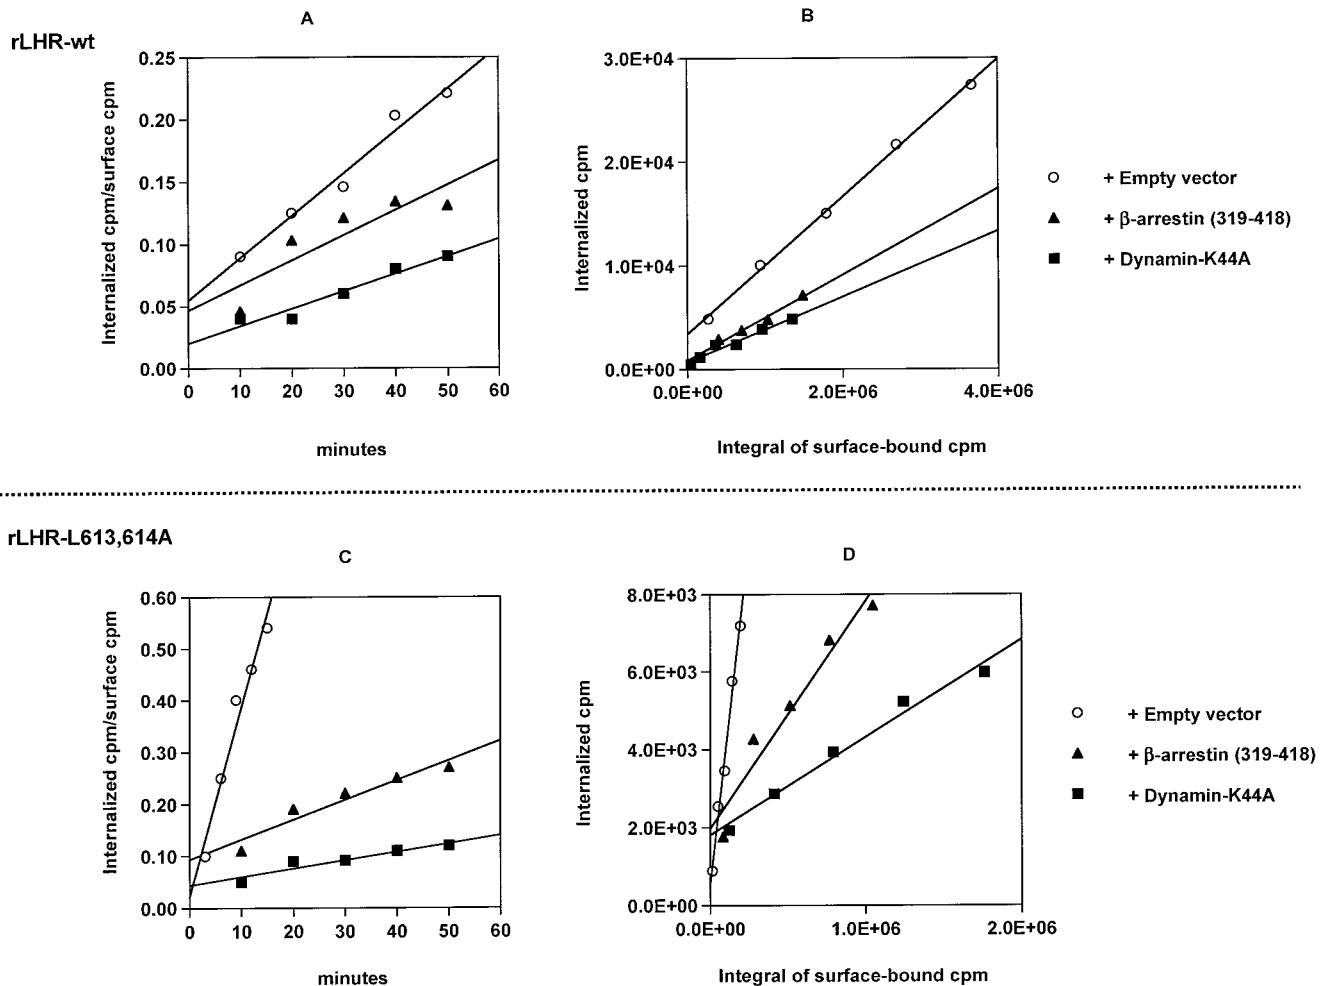 A
B
rLHR-wt
Internalized cpm/surface cpm
0.25
0.20
0.15
0.10
0.05
0.00
0 10 20 30 40 50 60
minutes
Internalized cpm
3.0E+04
2.0E+04
1.0E+04
0.0E+00
0.0E+00 2.0E+06 4.0E+06
Integral of surface-bound cpm
+ Empty vector
+ β-arrestin (319-418)
+ Dynamin-K44A
rLHR-L613,614A
C
D
Internalized cpm/surface cpm
0.60
0.50
0.40
0.30
0.20
0.10
0.00
0 10 20 30 40 50 60
minutes
Internalized cpm
8.0E+03
6.0E+03
4.0E+03
2.0E+03
0.0E+00
0.0E+00 1.0E+06 2.0E+06
Integral of surface-bound cpm
+ Empty vector
+ β-arrestin (319-418)
+ Dynamin-K44A